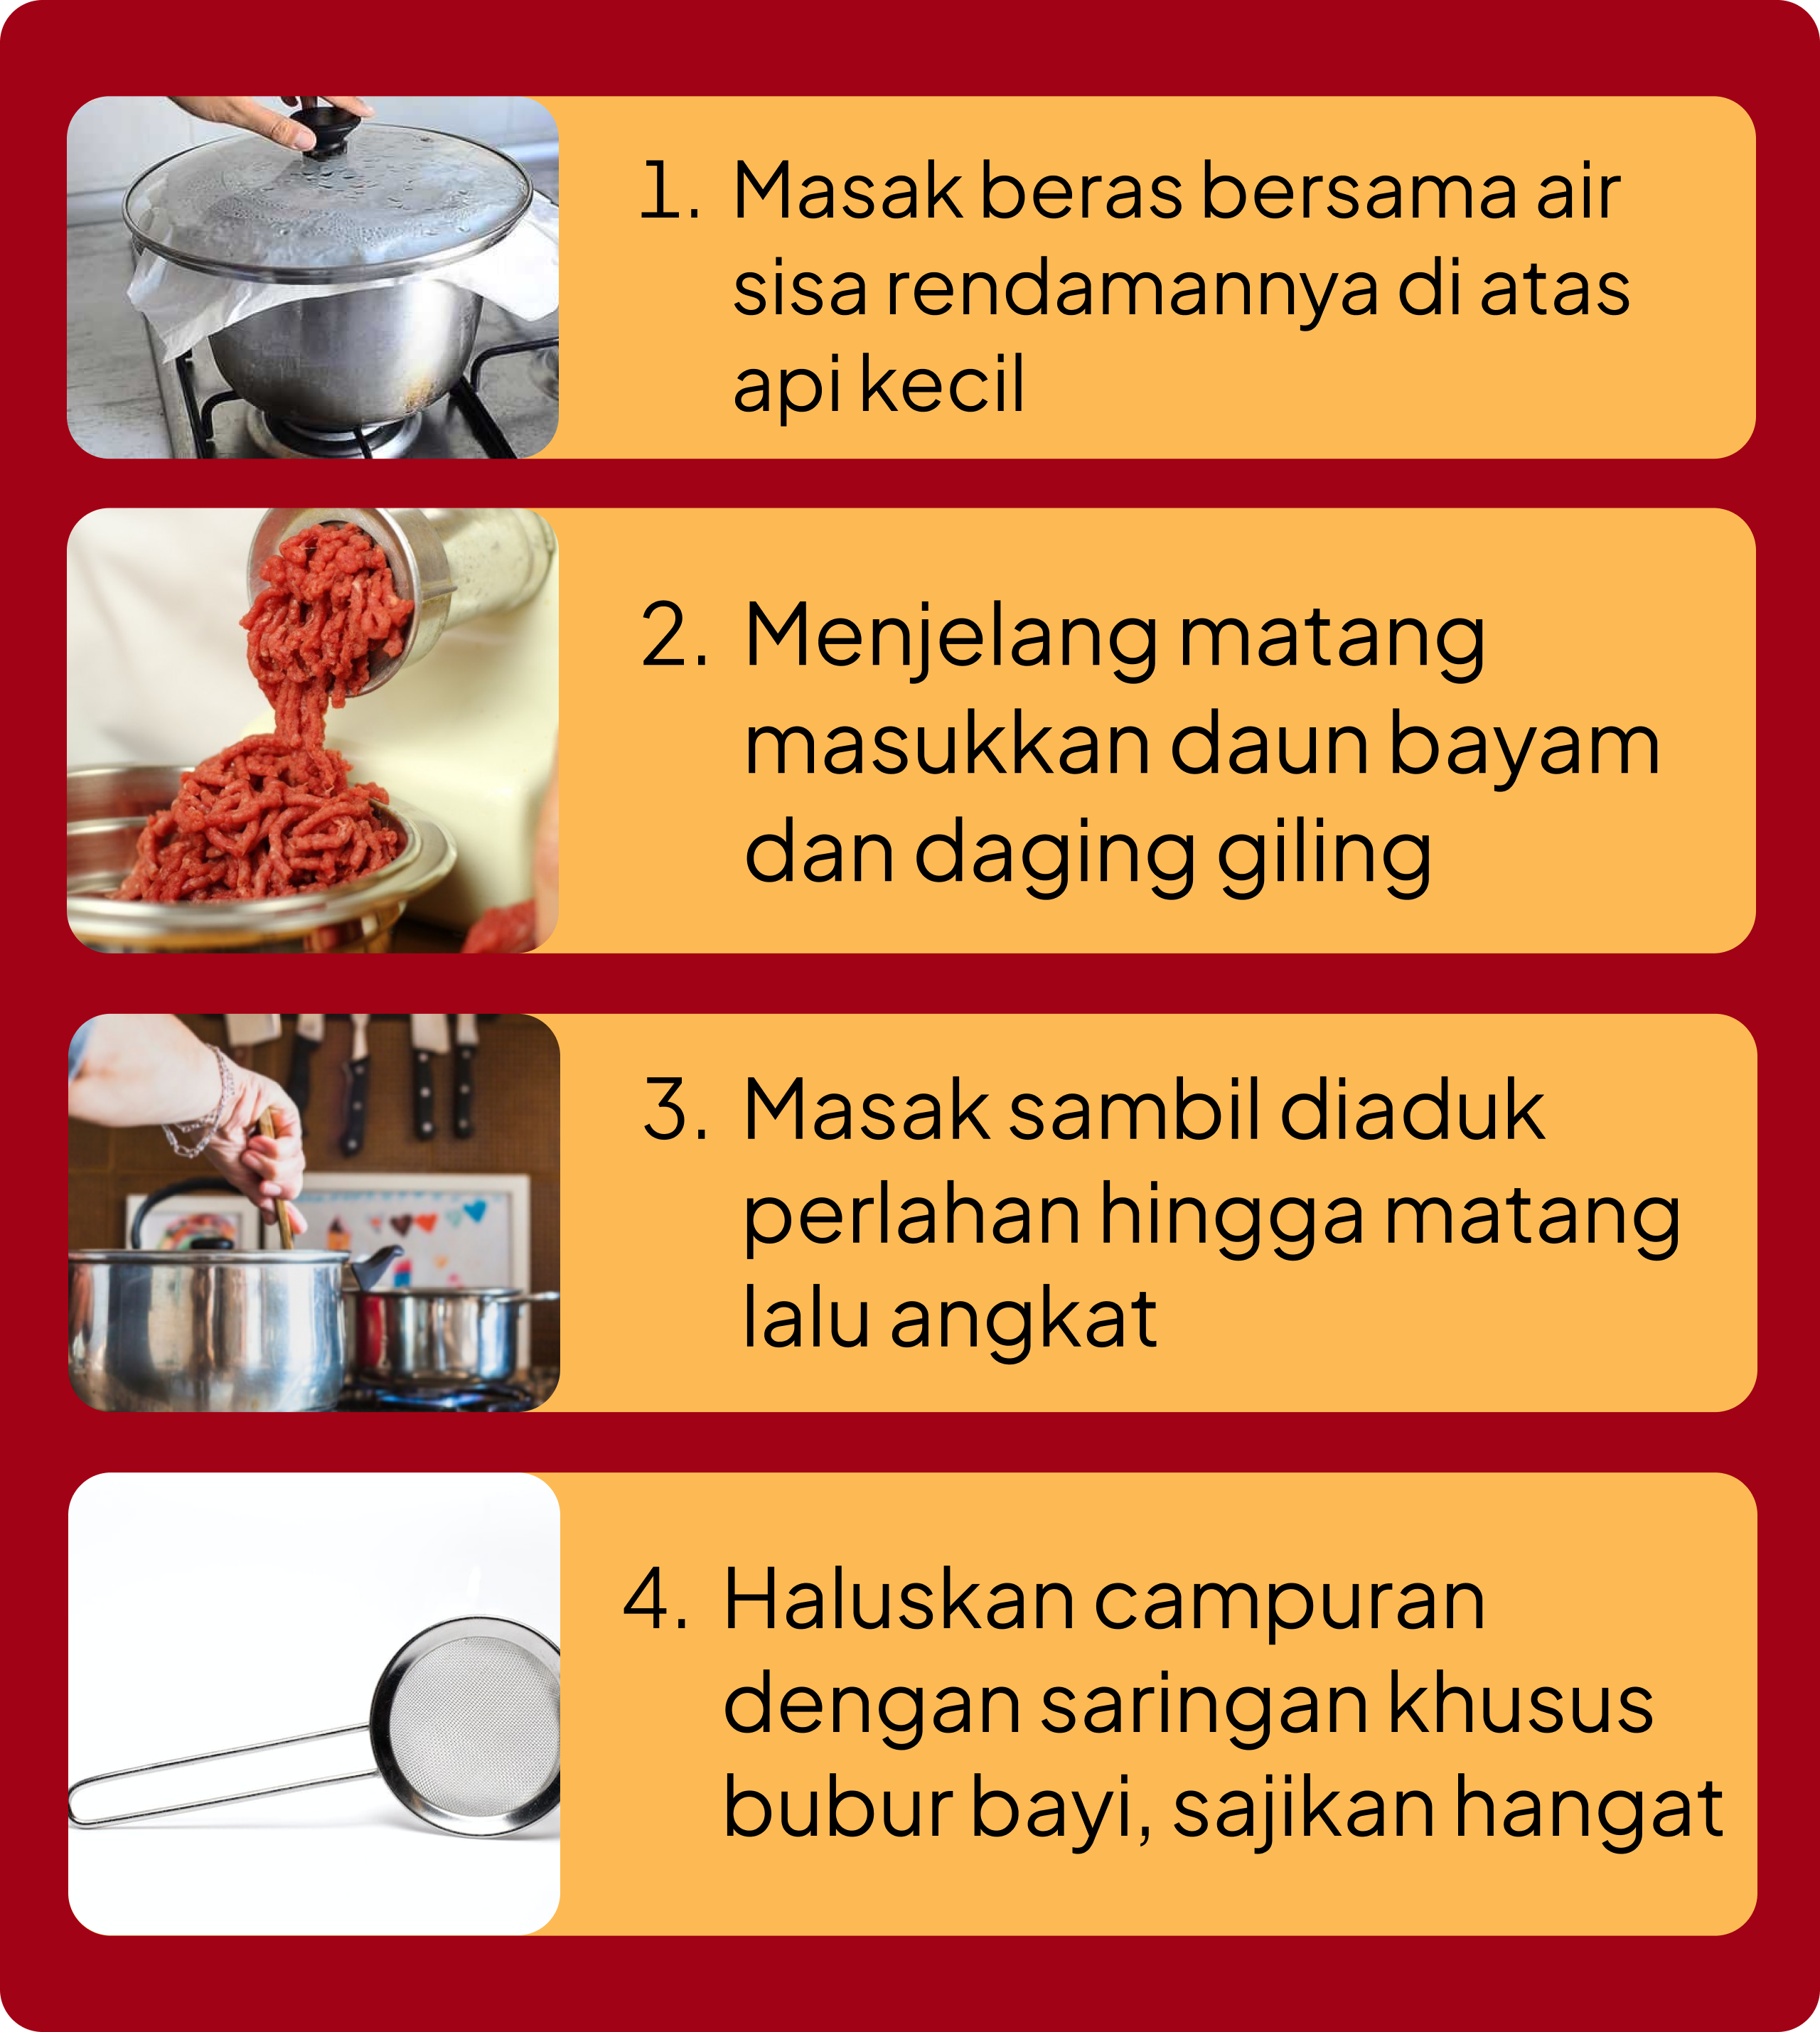 1. Masak beras bersama air
sisa rendamannya di atas
api kecil
2. Menjelang matang
masukkan daun bayam
dan daging giling
3. Masak sambil diaduk
perlahan hingga matang
lalu angkat
4. Haluskan campuran
dengan saringan khusus
bubur bayi, sajikan hangat